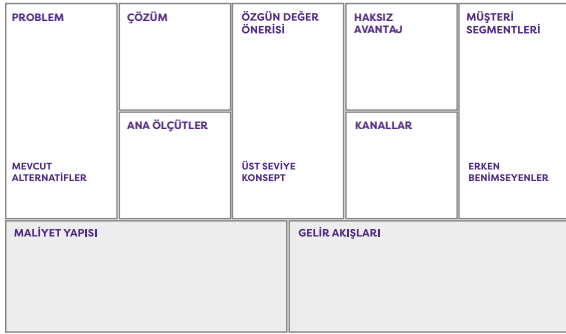 PROBLEM
MEVCUT
ALTERNATİFLER
ÇÖZÜM
ANA ÖLÇÜTLER
ÖZGÜN DEĞER
ÖNERİSİ
ÜST SEVİYE
KONSEPT
HAKSIZ
AVANTAJ
KANALLAR
MÜŞTERİ
SEGMENTLERİ
ERKEN
BENİMSEYENLER
MALİYET YAPISI
GELİR AKIŞLARI